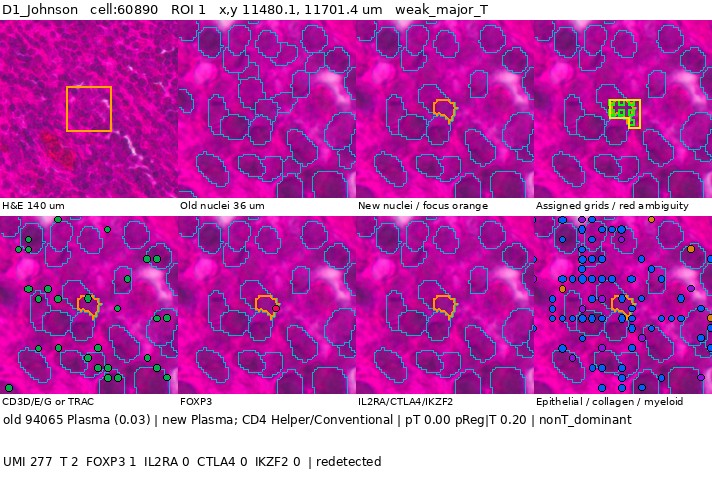 D1_Johnson   cell:60890   ROI 1   x,y 11480.1, 11701.4 um   weak_major_T
H&E 140 um
Old nuclei 36 um
New nuclei / focus orange
Assigned grids / red ambiguity
CD3D/E/G or TRAC
FOXP3
IL2RA/CTLA4/IKZF2
Epithelial / collagen / myeloid
old 94065 Plasma (0.03) | new Plasma; CD4 Helper/Conventional | pT 0.00 pReg|T 0.20 | nonT_dominant
UMI 277  T 2  FOXP3 1  IL2RA 0  CTLA4 0  IKZF2 0  | redetected